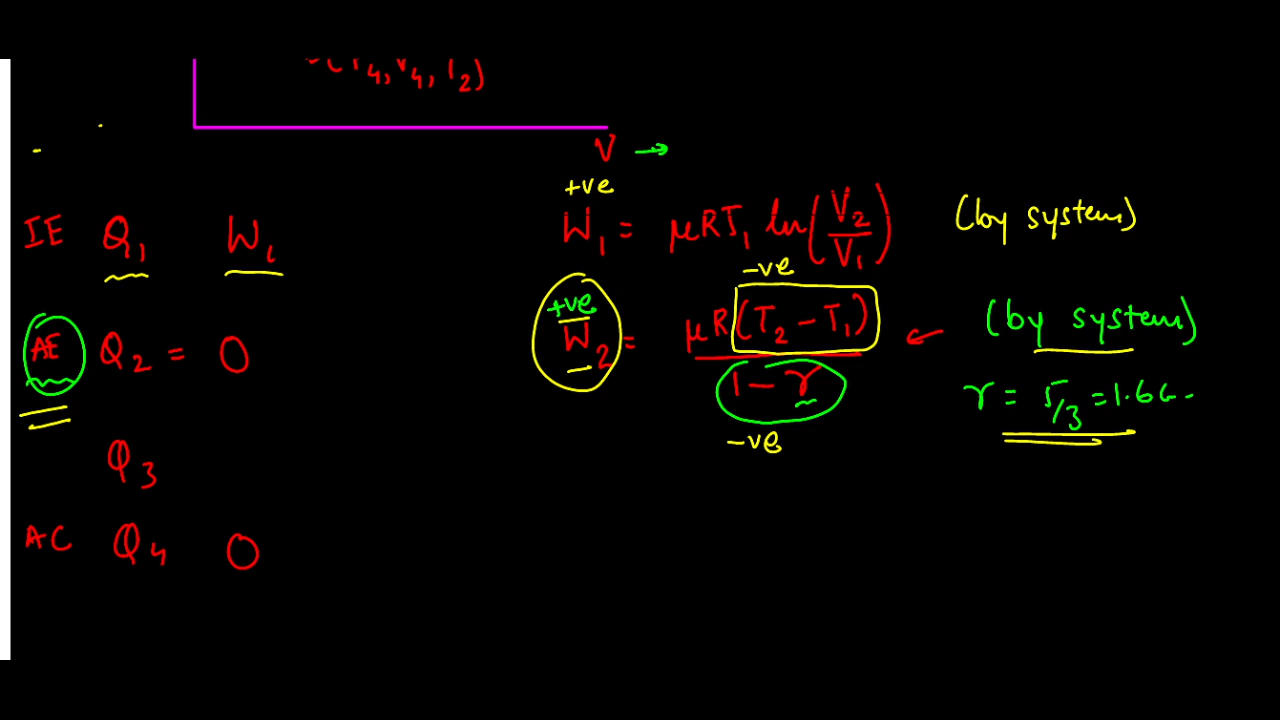 4, V4, T2)
V →
+ve
IE Q1 W1 W1 = μRT1 ln(V2/V1) (by system)
-ve
+ve
AE Q2 = 0 W2 = μR(T2 - T1)/1 - γ (by system)
γ = 5/3 = 1.66.
-ve
Q3
AC Q4 0